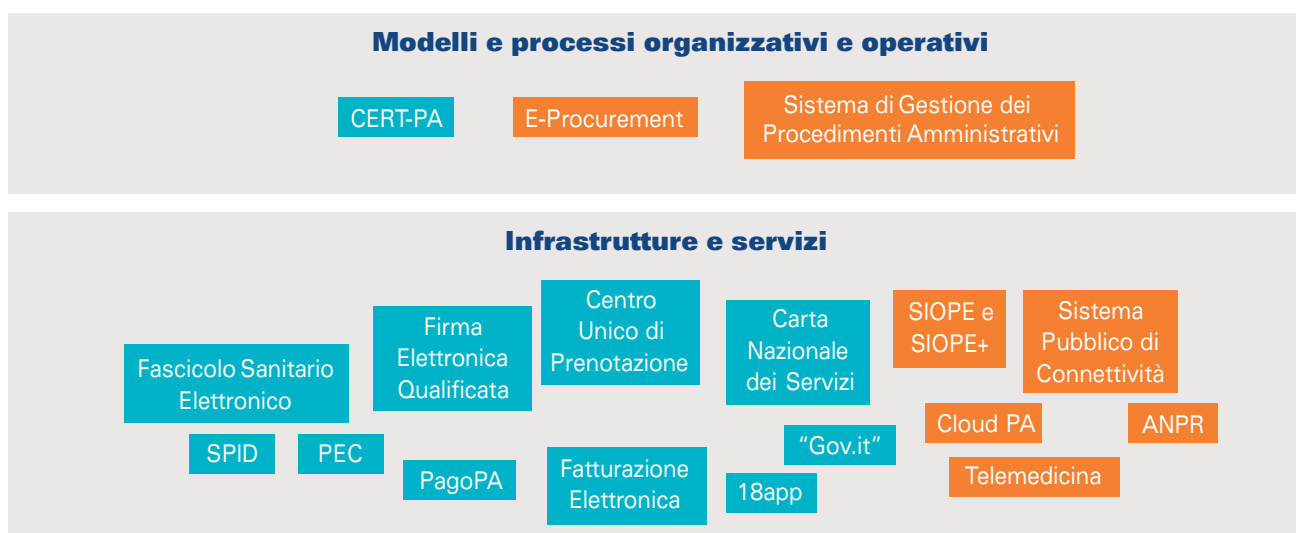 Modelli e processi organizzativi e operativi
CERT-PA
E-Procurement
Sistema di Gestione dei
Procedimenti Amministrativi
Infrastrutture e servizi
Fascicolo Sanitario
Elettronico
Firma
Elettronica
Qualificata
Centro
Unico di
Prenotazione
Carta
Nazionale
dei Servizi
SIOPE e
SIOPE+
Sistema
Pubblico di
Connettività
SPID
PEC
PagoPA
Fatturazione
Elettronica
"Gov.it"
18app
Cloud PA
ANPR
Telemedicina